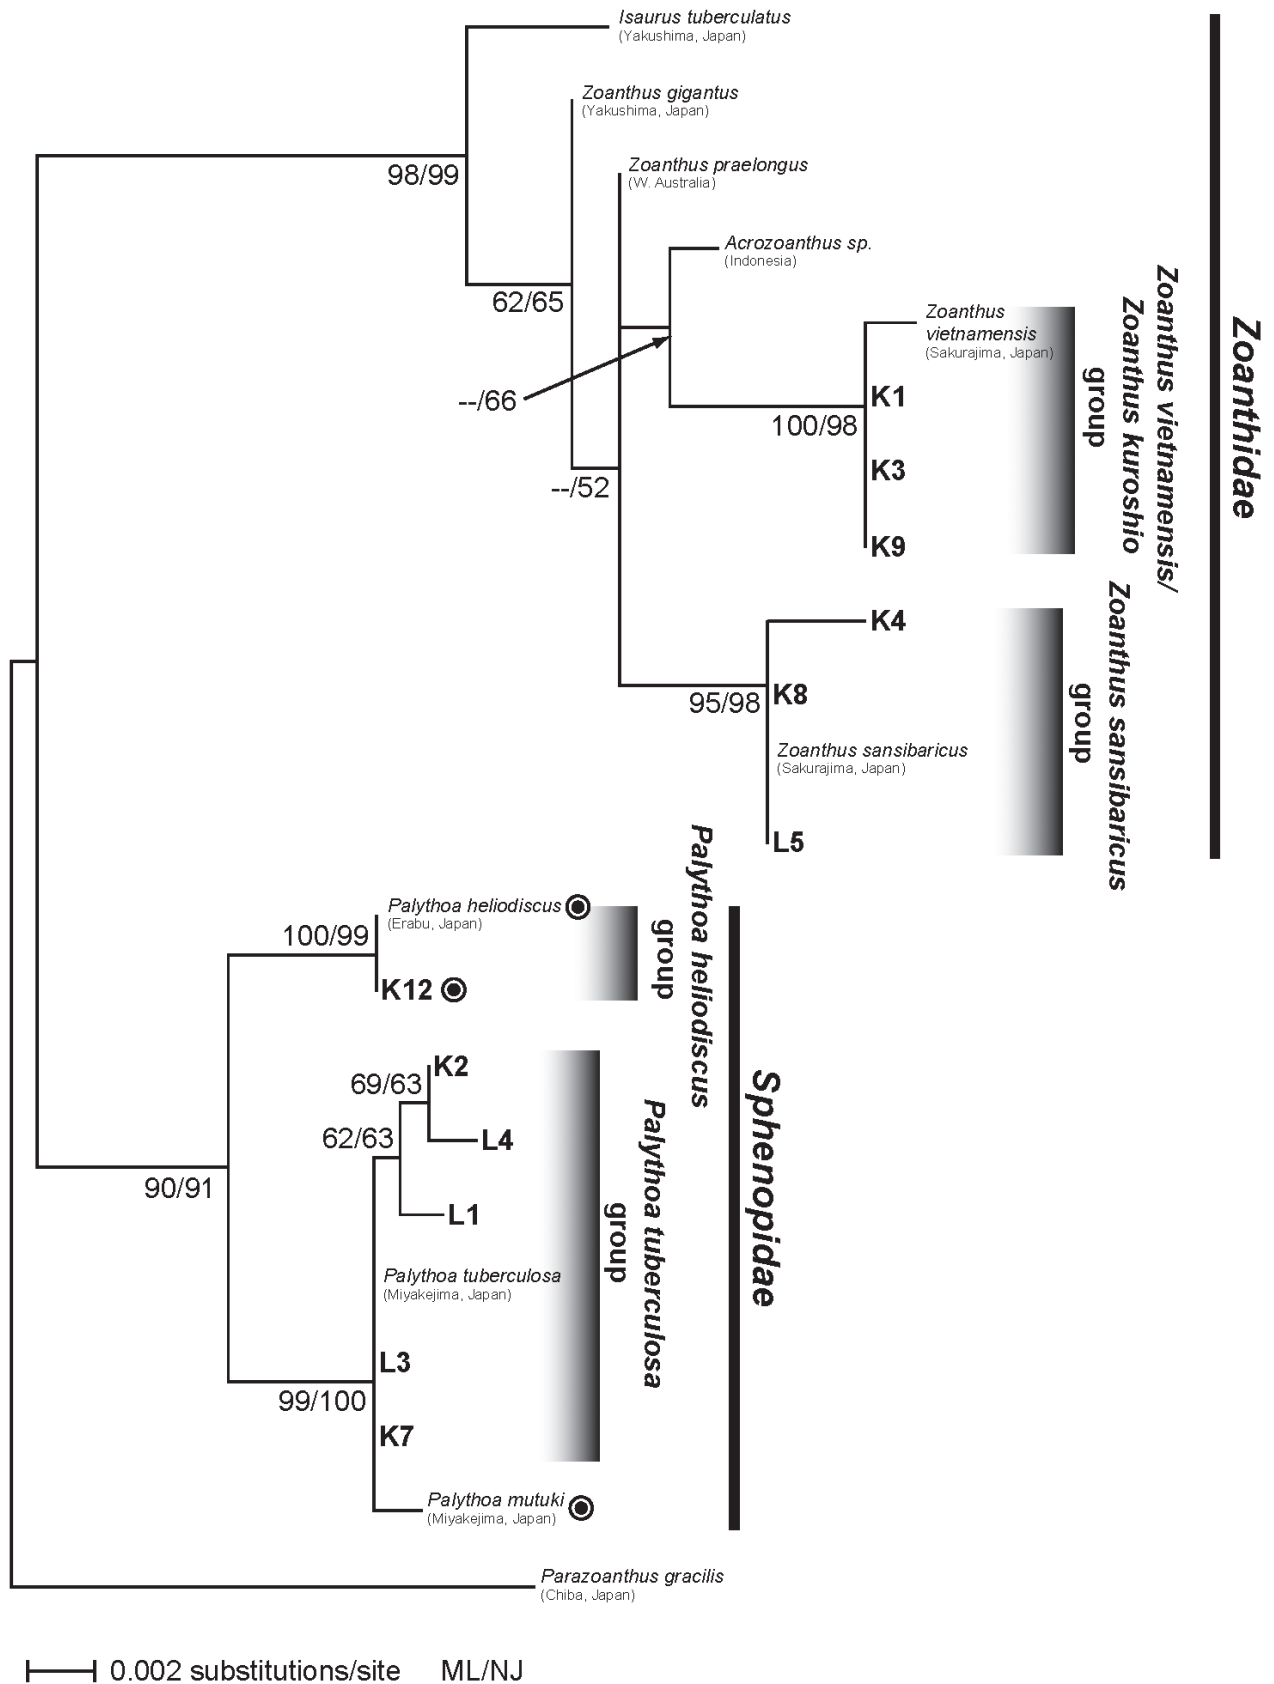 Isaurus tuberculatus
(Yakushima, Japan)
Zoanthus gigantus
(Yakushima, Japan)
Zoanthus praelongus
(W. Australia)
98/99
Acrozoanthus sp.
(Indonesia)
62/65
Zoanthus
vietnamensis
(Sakurajima, Japan)
--/66
K1
100/98
K3
--/52
K9
Zoanthus vietnamensis/
Zoanthus kuroshio
group
Zoanthidae
K4
K8
95/98
Zoanthus sansibaricus
(Sakurajima, Japan)
L5
Zoanthus sansibaricus
group
Palythoa heliodiscus
(Erabu, Japan)
100/99
K12
Palythoa heliodiscus
group
K2
69/63
62/63
L4
L1
90/91
Palythoa tuberculosa
(Miyakejima, Japan)
L3
99/100
K7
Palythoa tuberculosa
group
Sphenopidae
Palythoa mutuki
(Miyakejima, Japan)
Parazoanthus gracilis
(Chiba, Japan)
0.002 substitutions/site ML/NJ